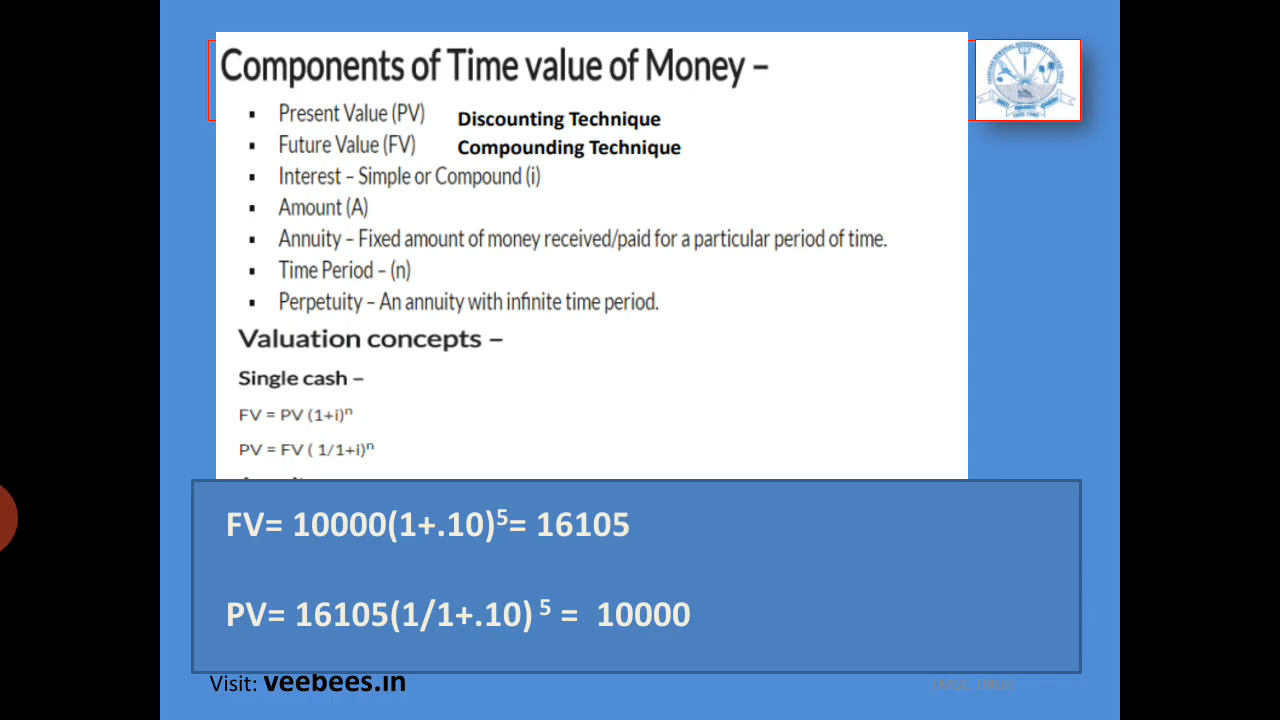 Components of Time value of Money –
▪ Present Value (PV) Discounting Technique
▪ Future Value (FV) Compounding Technique
▪ Interest – Simple or Compound (i)
▪ Amount (A)
▪ Annuity – Fixed amount of money received/paid for a particular period of time.
▪ Time Period – (n)
▪ Perpetuity – An annuity with infinite time period.
Valuation concepts –
Single cash –
FV = PV (1+i)ⁿ
PV = FV ( 1/1+i)ⁿ
FV= 10000(1+.10)⁵= 16105
PV= 16105(1/1+.10) ⁵ = 10000
Visit: veebees.in